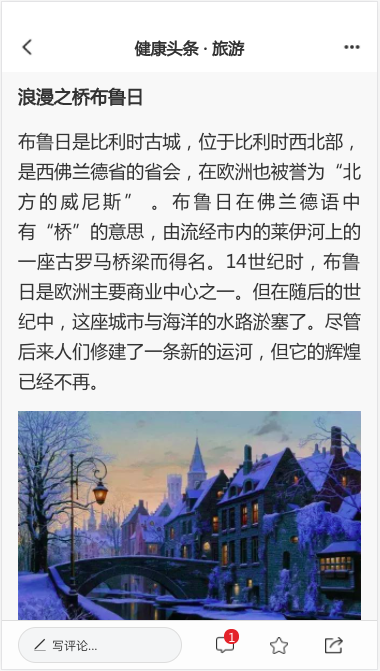 健康头条 · 旅游
浪漫之桥布鲁日
布鲁日是比利时古城，位于比利时西北部，
是西佛兰德省的省会，在欧洲也被誉为“北
方的威尼斯” 。布鲁日在佛兰德语中
有“桥”的意思，由流经市内的莱伊河上的
一座古罗马桥梁而得名。14世纪时，布鲁
日是欧洲主要商业中心之一。但在随后的世
纪中，这座城市与海洋的水路淤塞了。尽管
后来人们修建了一条新的运河，但它的辉煌
已经不再。
写评论...
1